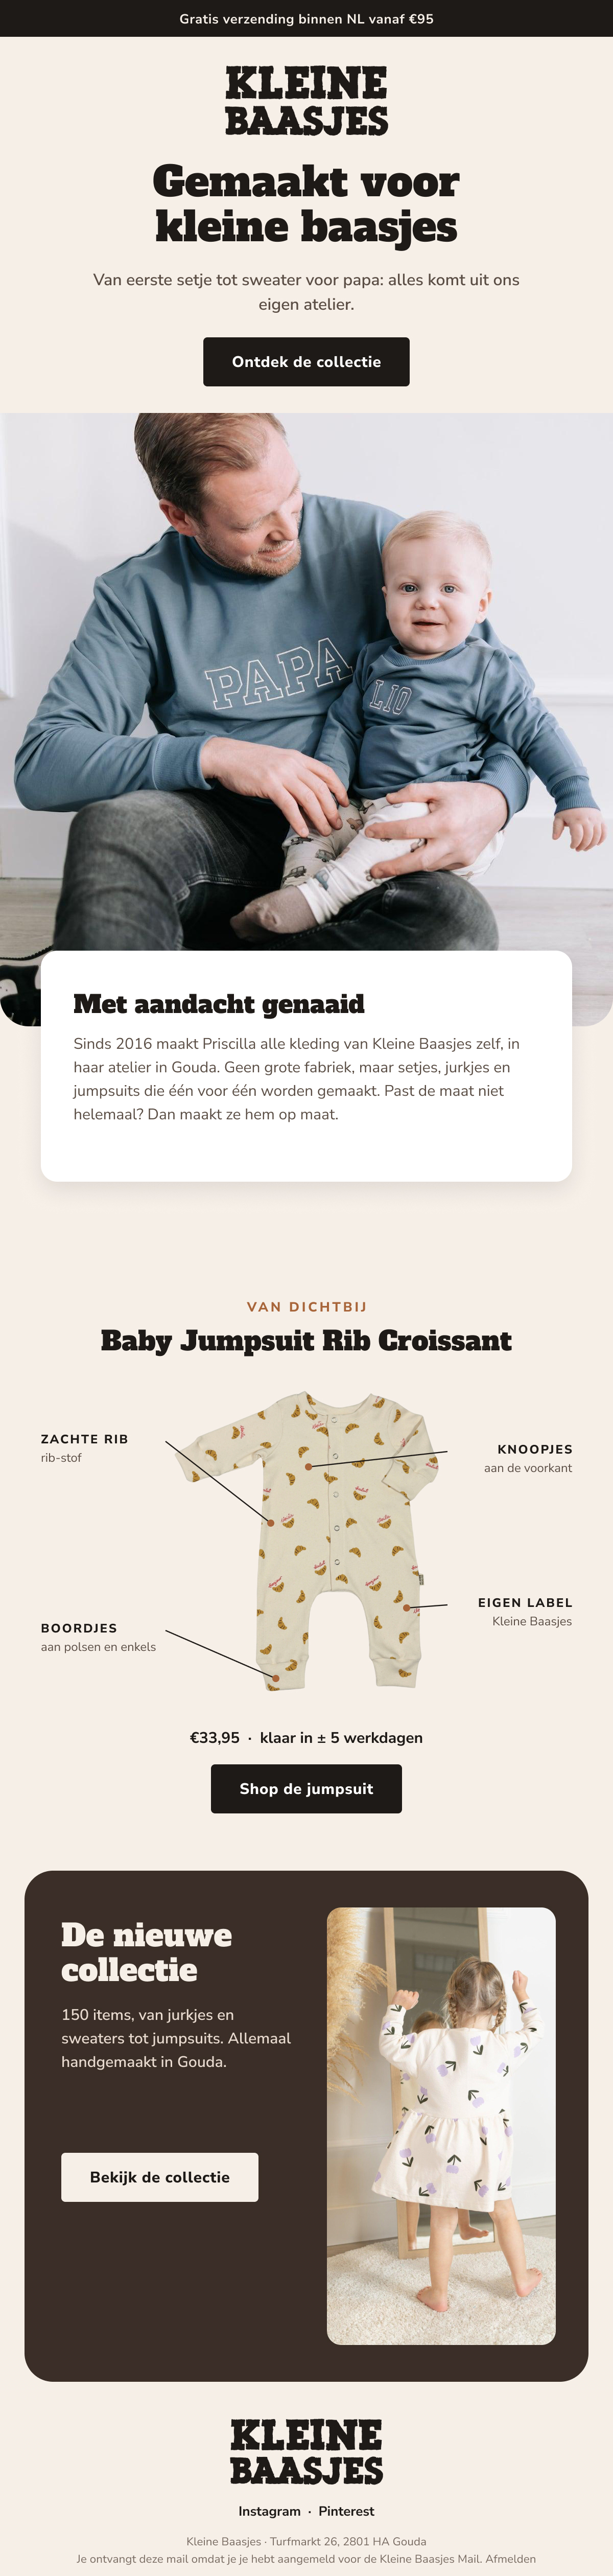 Gratis verzending binnen NL vanaf €95
KLEINE
BAASJES
Gemaakt voor
kleine baasjes
Van eerste setje tot sweater voor papa: alles komt uit ons
eigen atelier.
Ontdek de collectie
PAPA
LIO
Met aandacht genaaid
Sinds 2016 maakt Priscilla alle kleding van Kleine Baasjes zelf, in
haar atelier in Gouda. Geen grote fabriek, maar setjes, jurkjes en
jumpsuits die één voor één worden gemaakt. Past de maat niet
helemaal? Dan maakt ze hem op maat.
VAN DICHTBIJ
Baby Jumpsuit Rib Croissant
ZACHTE RIB
rib-stof
KNOOPJES
aan de voorkant
EIGEN LABEL
Kleine Baasjes
BOORDJES
aan polsen en enkels
€33,95 · klaar in ± 5 werkdagen
Shop de jumpsuit
De nieuwe
collectie
150 items, van jurkjes en
sweaters tot jumpsuits. Allemaal
handgemaakt in Gouda.
Bekijk de collectie
KLEINE
BAASJES
Instagram · Pinterest
Kleine Baasjes · Turfmarkt 26, 2801 HA Gouda
Je ontvangt deze mail omdat je je hebt aangemeld voor de Kleine Baasjes Mail. Afmelden